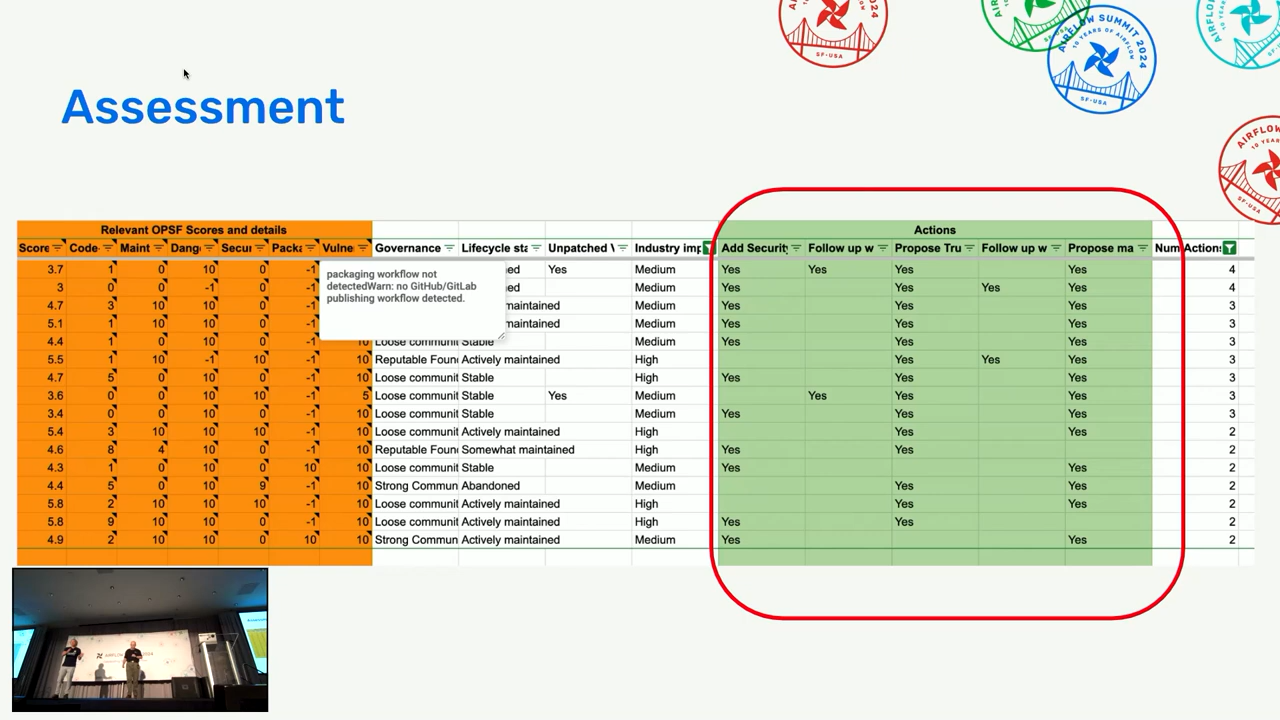 AIRFLOW SUMMIT 2024
10 YEARS OF AIRFLOW
SF-USA
SF-USA
SF-USA
Assessment
Relevant OPSF Scores and details
Actions
Score Code- Maint Dang Secur Packa Vulne Governance Lifecycle sta Unpatched V Industry imp Add Security Follow up w Propose Tru Follow up w Propose ma Num Actions
3.7 1 0 10 0 -1 ed Yes Medium Yes Yes Yes Yes 4
3 0 0 -1 0 -1 ed Medium Yes Yes Yes Yes 4
4.7 3 10 10 0 -1 maintained Medium Yes Yes Yes 3
5.1 1 10 10 0 -1 maintained Medium Yes Yes Yes 3
4.4 1 0 10 0 -1 10 Loose communit Stable Medium Yes Yes Yes 3
5.5 1 10 -1 0 -1 10 Reputable Foun Actively maintained High Yes Yes Yes 3
4.7 5 0 10 0 -1 10 Loose communit Stable High Yes Yes Yes 3
3.6 0 0 10 10 -1 5 Loose communit Stable Yes Medium Yes Yes Yes 3
3.4 0 0 10 0 -1 10 Loose communit Stable Medium Yes Yes Yes 3
5.4 3 10 10 10 -1 10 Loose communit Actively maintained High Yes Yes 2
4.6 8 4 10 0 -1 10 Reputable Foun Somewhat maintained High Yes Yes 2
4.3 1 0 10 0 10 10 Loose communit Stable Medium Yes Yes 2
4.4 5 0 10 9 -1 10 Strong Commun Abandoned Medium Yes Yes 2
5.8 2 10 10 10 -1 10 Loose communit Actively maintained High Yes Yes 2
5.8 9 10 10 0 -1 10 Loose communit Actively maintained High Yes Yes 2
4.9 2 10 10 0 -1 10 Strong Commun Actively maintained Medium Yes Yes 2
packaging workflow not
detectedWarn: no GitHub/GitLab
publishing workflow detected.